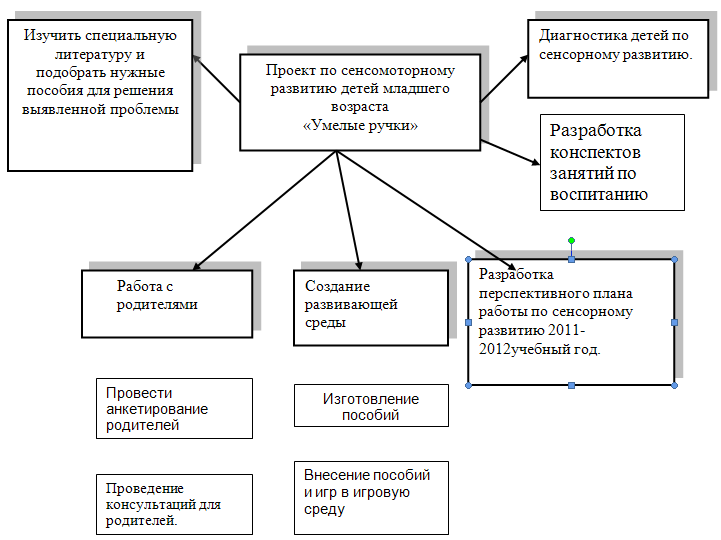 Изучить специальную
литературу и
подобрать нужные
пособия для решения
выявленной проблемы
Проект по сенсомоторному
развитию детей младшего
возраста
«Умелые ручки»
Диагностика детей по
сенсорному развитию.
Разработка
конспектов
занятий по
воспитанию
Работа с
родителями
Создание
развивающей
среды
Разработка
перспективного плана
работы по сенсорному
развитию 2011-
2012учебный год.
Провести
анкетирование
родителей
Изготовление
пособий
Проведение
консультаций для
родителей.
Внесение пособий
и игр в игровую
среду